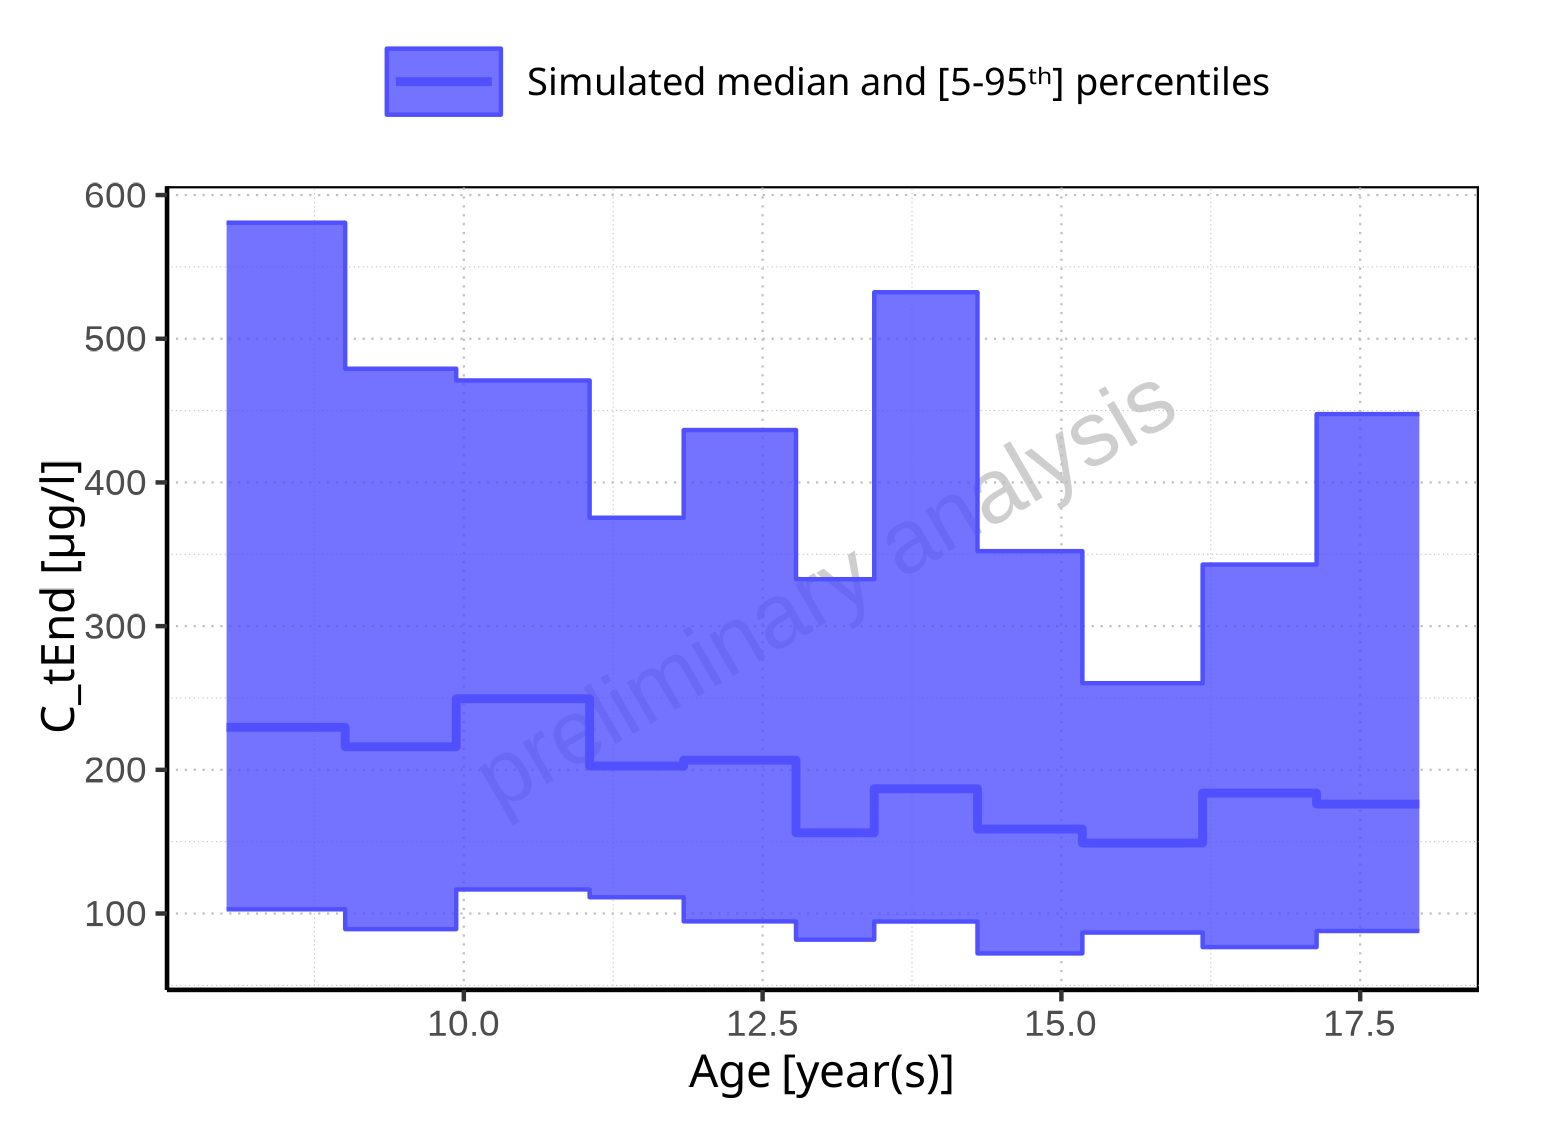 Simulated median and [5-95ᵗʰ] percentiles
600
500
400
300
200
100
C_tEnd [µg/l]
preliminary analysis
10.0 12.5 15.0 17.5
Age [year(s)]